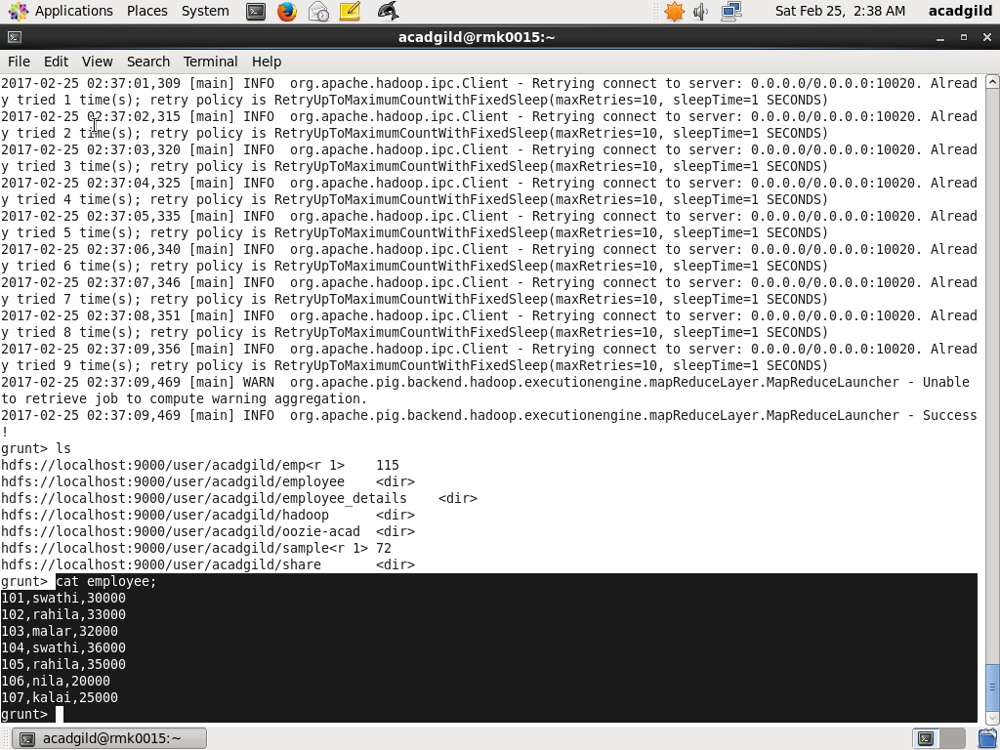 Applications Places System Sat Feb 25, 2:38 AM acadgild
acadgild@rmk0015:~
File Edit View Search Terminal Help
2017-02-25 02:37:01,309 [main] INFO  org.apache.hadoop.ipc.Client - Retrying connect to server: 0.0.0.0/0.0.0.0:10020. Alread
y tried 1 time(s); retry policy is RetryUpToMaximumCountWithFixedSleep(maxRetries=10, sleepTime=1 SECONDS)
2017-02-25 02:37:02,315 [main] INFO  org.apache.hadoop.ipc.Client - Retrying connect to server: 0.0.0.0/0.0.0.0:10020. Alread
y tried 2 time(s); retry policy is RetryUpToMaximumCountWithFixedSleep(maxRetries=10, sleepTime=1 SECONDS)
2017-02-25 02:37:03,320 [main] INFO  org.apache.hadoop.ipc.Client - Retrying connect to server: 0.0.0.0/0.0.0.0:10020. Alread
y tried 3 time(s); retry policy is RetryUpToMaximumCountWithFixedSleep(maxRetries=10, sleepTime=1 SECONDS)
2017-02-25 02:37:04,325 [main] INFO  org.apache.hadoop.ipc.Client - Retrying connect to server: 0.0.0.0/0.0.0.0:10020. Alread
y tried 4 time(s); retry policy is RetryUpToMaximumCountWithFixedSleep(maxRetries=10, sleepTime=1 SECONDS)
2017-02-25 02:37:05,335 [main] INFO  org.apache.hadoop.ipc.Client - Retrying connect to server: 0.0.0.0/0.0.0.0:10020. Alread
y tried 5 time(s); retry policy is RetryUpToMaximumCountWithFixedSleep(maxRetries=10, sleepTime=1 SECONDS)
2017-02-25 02:37:06,340 [main] INFO  org.apache.hadoop.ipc.Client - Retrying connect to server: 0.0.0.0/0.0.0.0:10020. Alread
y tried 6 time(s); retry policy is RetryUpToMaximumCountWithFixedSleep(maxRetries=10, sleepTime=1 SECONDS)
2017-02-25 02:37:07,346 [main] INFO  org.apache.hadoop.ipc.Client - Retrying connect to server: 0.0.0.0/0.0.0.0:10020. Alread
y tried 7 time(s); retry policy is RetryUpToMaximumCountWithFixedSleep(maxRetries=10, sleepTime=1 SECONDS)
2017-02-25 02:37:08,351 [main] INFO  org.apache.hadoop.ipc.Client - Retrying connect to server: 0.0.0.0/0.0.0.0:10020. Alread
y tried 8 time(s); retry policy is RetryUpToMaximumCountWithFixedSleep(maxRetries=10, sleepTime=1 SECONDS)
2017-02-25 02:37:09,356 [main] INFO  org.apache.hadoop.ipc.Client - Retrying connect to server: 0.0.0.0/0.0.0.0:10020. Alread
y tried 9 time(s); retry policy is RetryUpToMaximumCountWithFixedSleep(maxRetries=10, sleepTime=1 SECONDS)
2017-02-25 02:37:09,469 [main] WARN  org.apache.pig.backend.hadoop.executionengine.mapReduceLayer.MapReduceLauncher - Unable
to retrieve job to compute warning aggregation.
2017-02-25 02:37:09,469 [main] INFO  org.apache.pig.backend.hadoop.executionengine.mapReduceLayer.MapReduceLauncher - Success
!
grunt> ls
hdfs://localhost:9000/user/acadgild/emp<r 1>    115
hdfs://localhost:9000/user/acadgild/employee    <dir>
hdfs://localhost:9000/user/acadgild/employee_details    <dir>
hdfs://localhost:9000/user/acadgild/hadoop      <dir>
hdfs://localhost:9000/user/acadgild/oozie-acad  <dir>
hdfs://localhost:9000/user/acadgild/sample<r 1> 72
hdfs://localhost:9000/user/acadgild/share       <dir>
grunt> cat employee;
101,swathi,30000
102,rahila,33000
103,malar,32000
104,swathi,36000
105,rahila,35000
106,nila,20000
107,kalai,25000
grunt>
acadgild@rmk0015:~